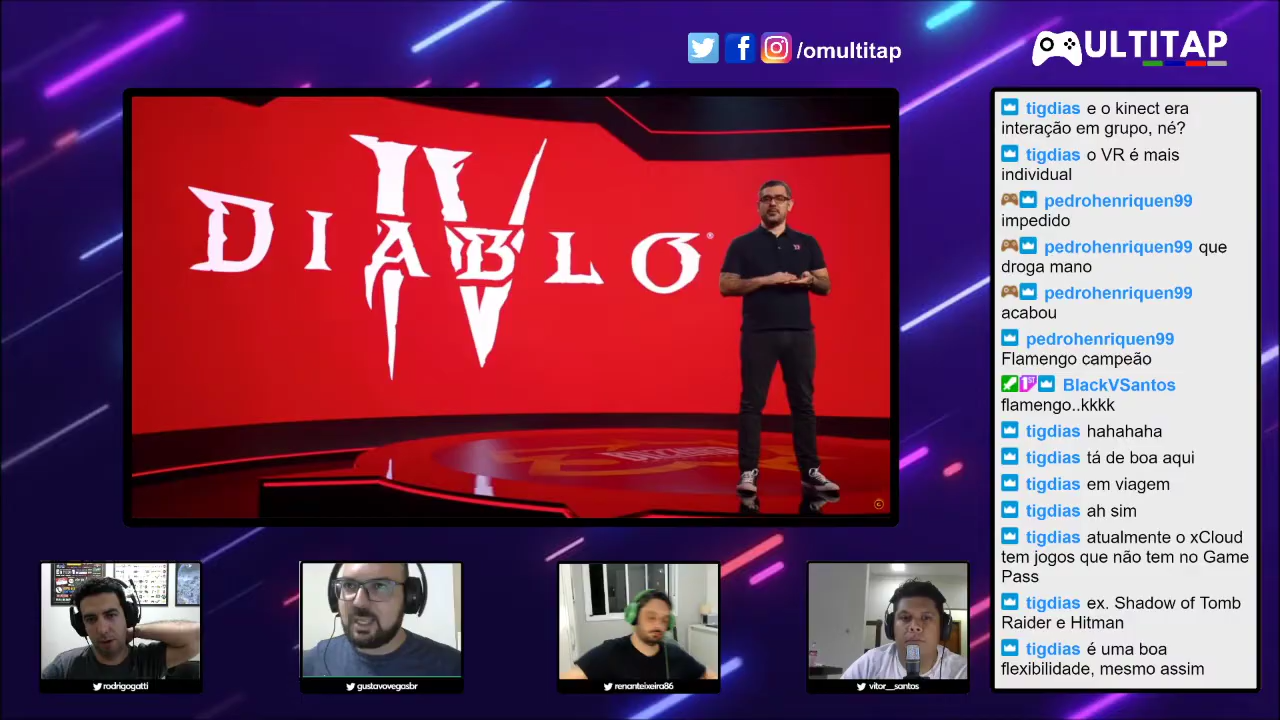 /omultitap
MULTITAP
DIABLO
IV
tigdias e o kinect era
interação em grupo, né?
tigdias o VR é mais
individual
pedrohenriquen99
impedido
pedrohenriquen99 que
droga mano
pedrohenriquen99
acabou
pedrohenriquen99
Flamengo campeão
1ST BlackVSantos
flamengo..kkkk
tigdias hahahaha
tigdias tá de boa aqui
tigdias em viagem
tigdias ah sim
tigdias atualmente o xCloud
tem jogos que não tem no Game
Pass
tigdias ex. Shadow of Tomb
Raider e Hitman
tigdias é uma boa
flexibilidade, mesmo assim
rodrigogatti
gustavovegasbr
renanteixeira86
vitor__santos